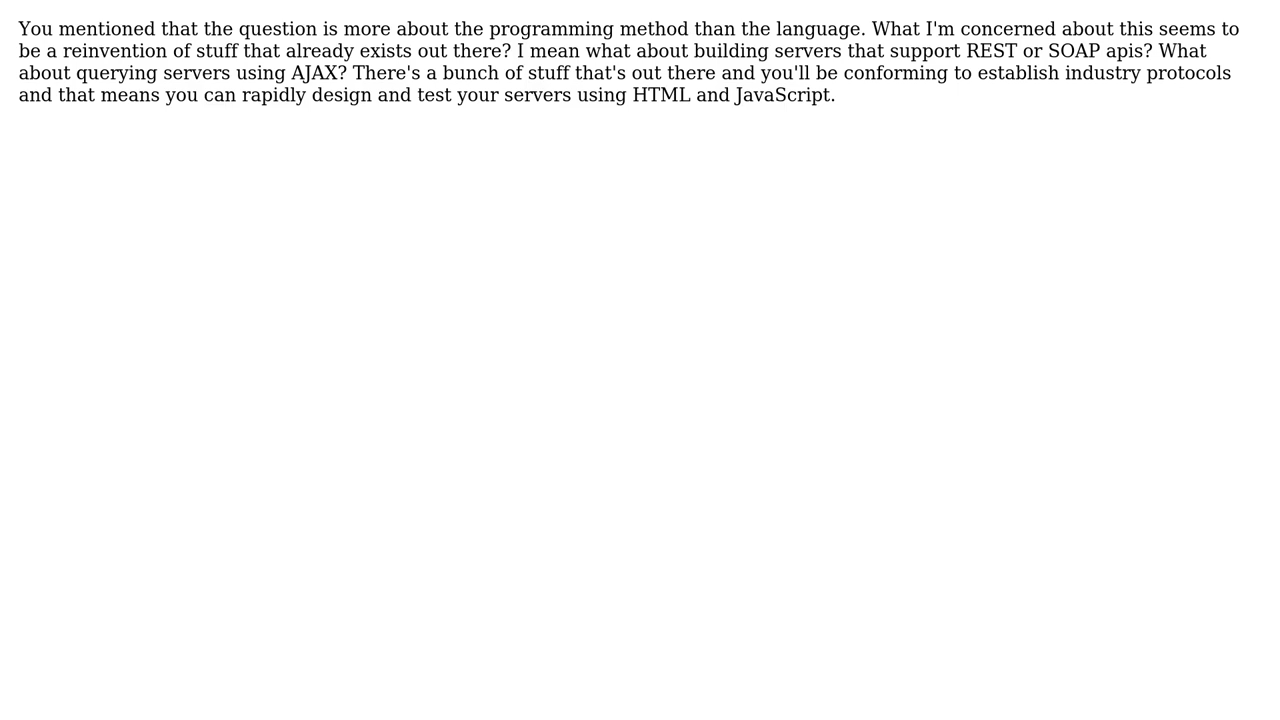 You mentioned that the question is more about the programming method than the language. What I'm concerned about this seems to
be a reinvention of stuff that already exists out there? I mean what about building servers that support REST or SOAP apis? What
about querying servers using AJAX? There's a bunch of stuff that's out there and you'll be conforming to establish industry protocols
and that means you can rapidly design and test your servers using HTML and JavaScript.